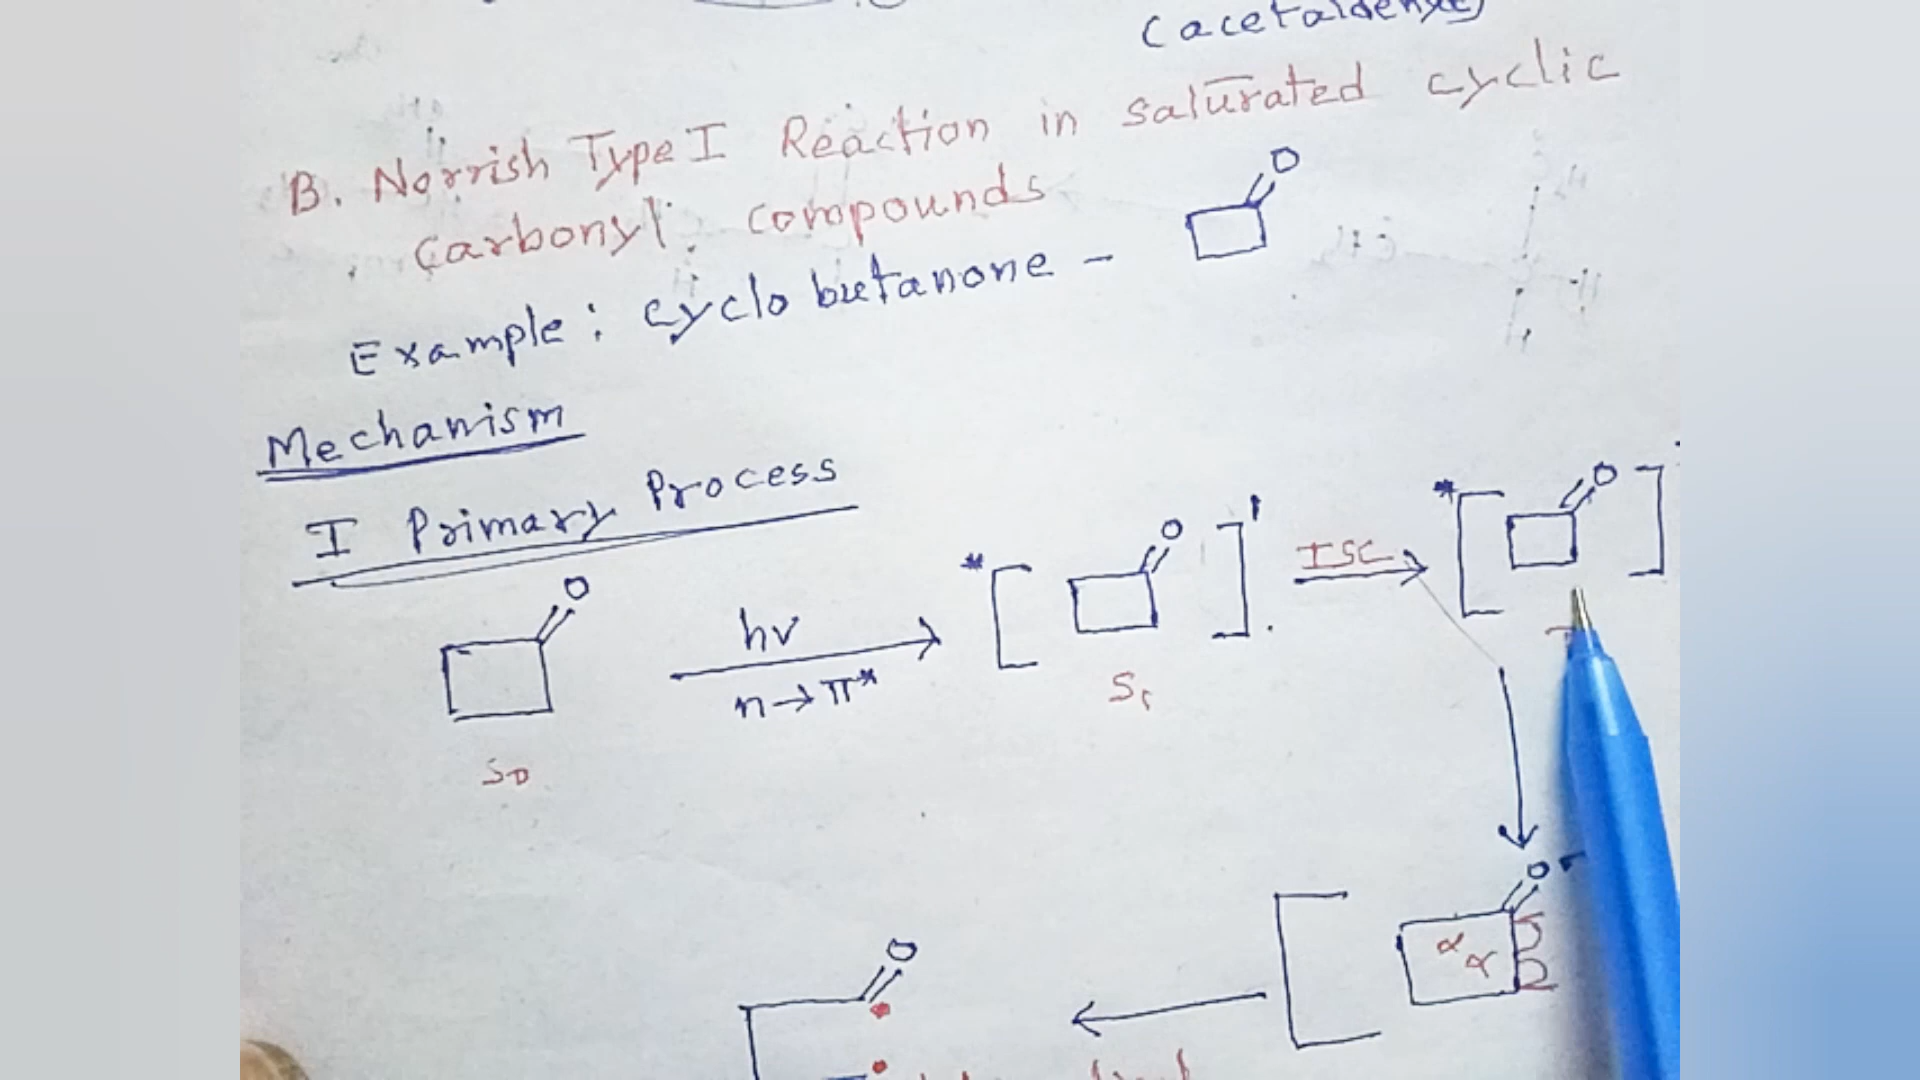 (acetaldehyde)
B. Norrish Type I Reaction in saturated cyclic
carbonyl compounds
Example: cyclo butanone -
O
Mechanism
I Primary Process
O
hν
n→π*
S0
*[ O ]1
S1
ISC
*[ O ]
O
α
α
O